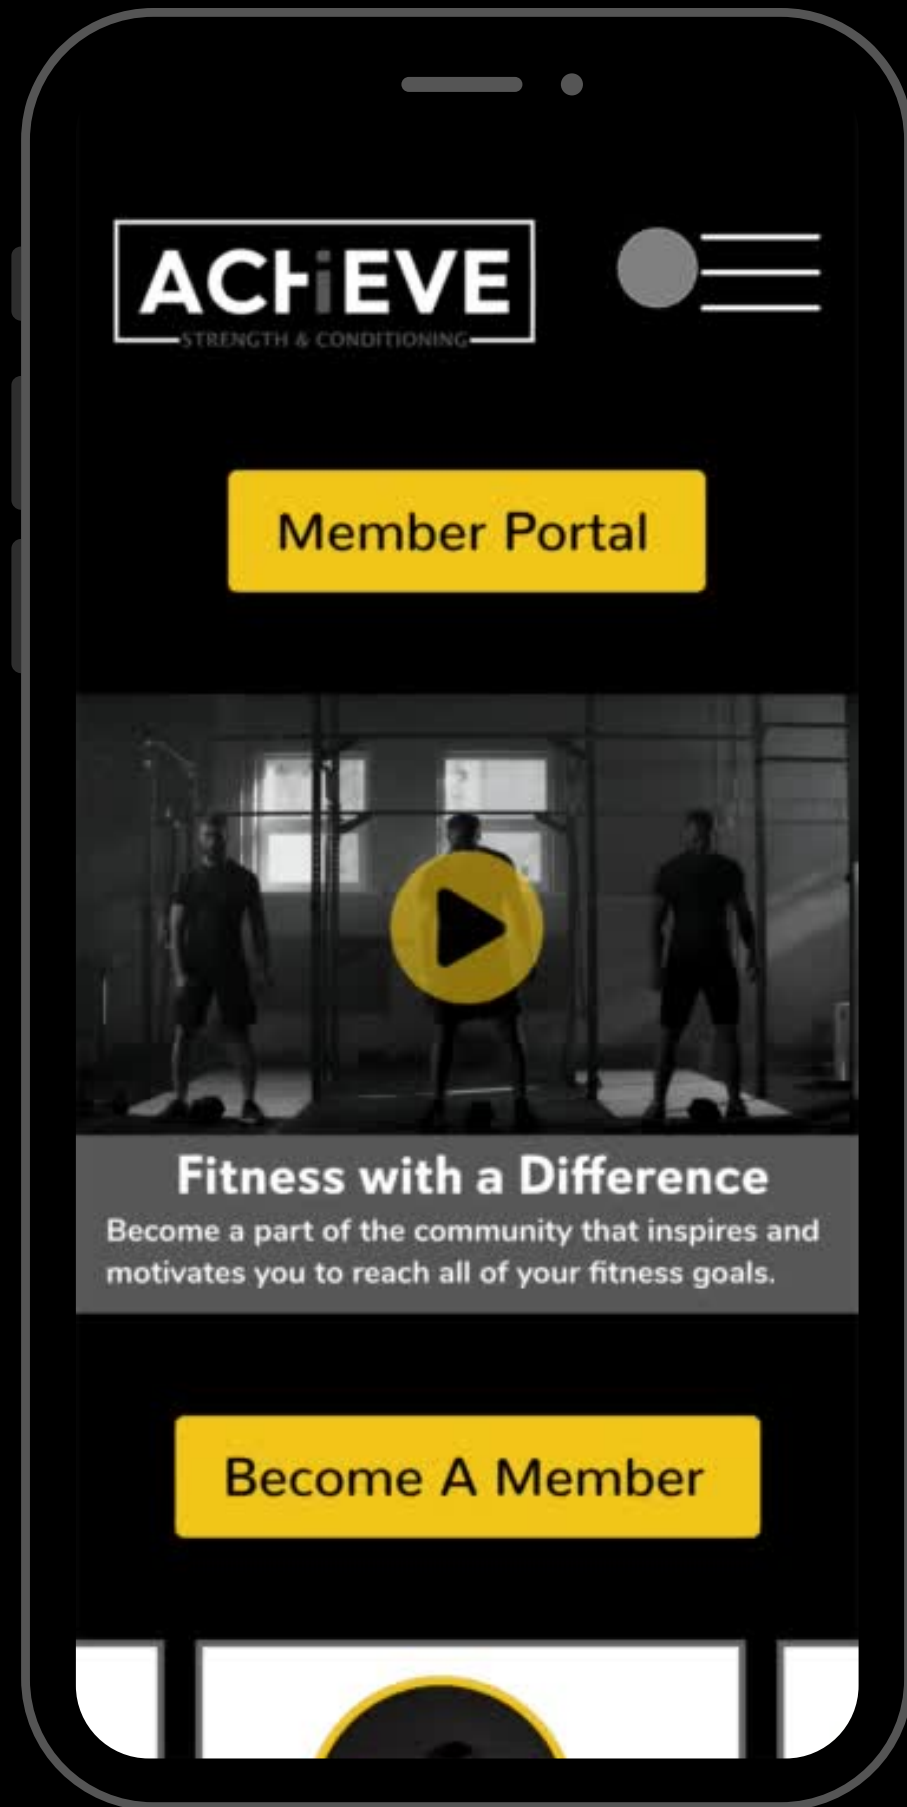 ACHiEVE
STRENGTH & CONDITIONING
Member Portal
Fitness with a Difference
Become a part of the community that inspires and
motivates you to reach all of your fitness goals.
Become A Member